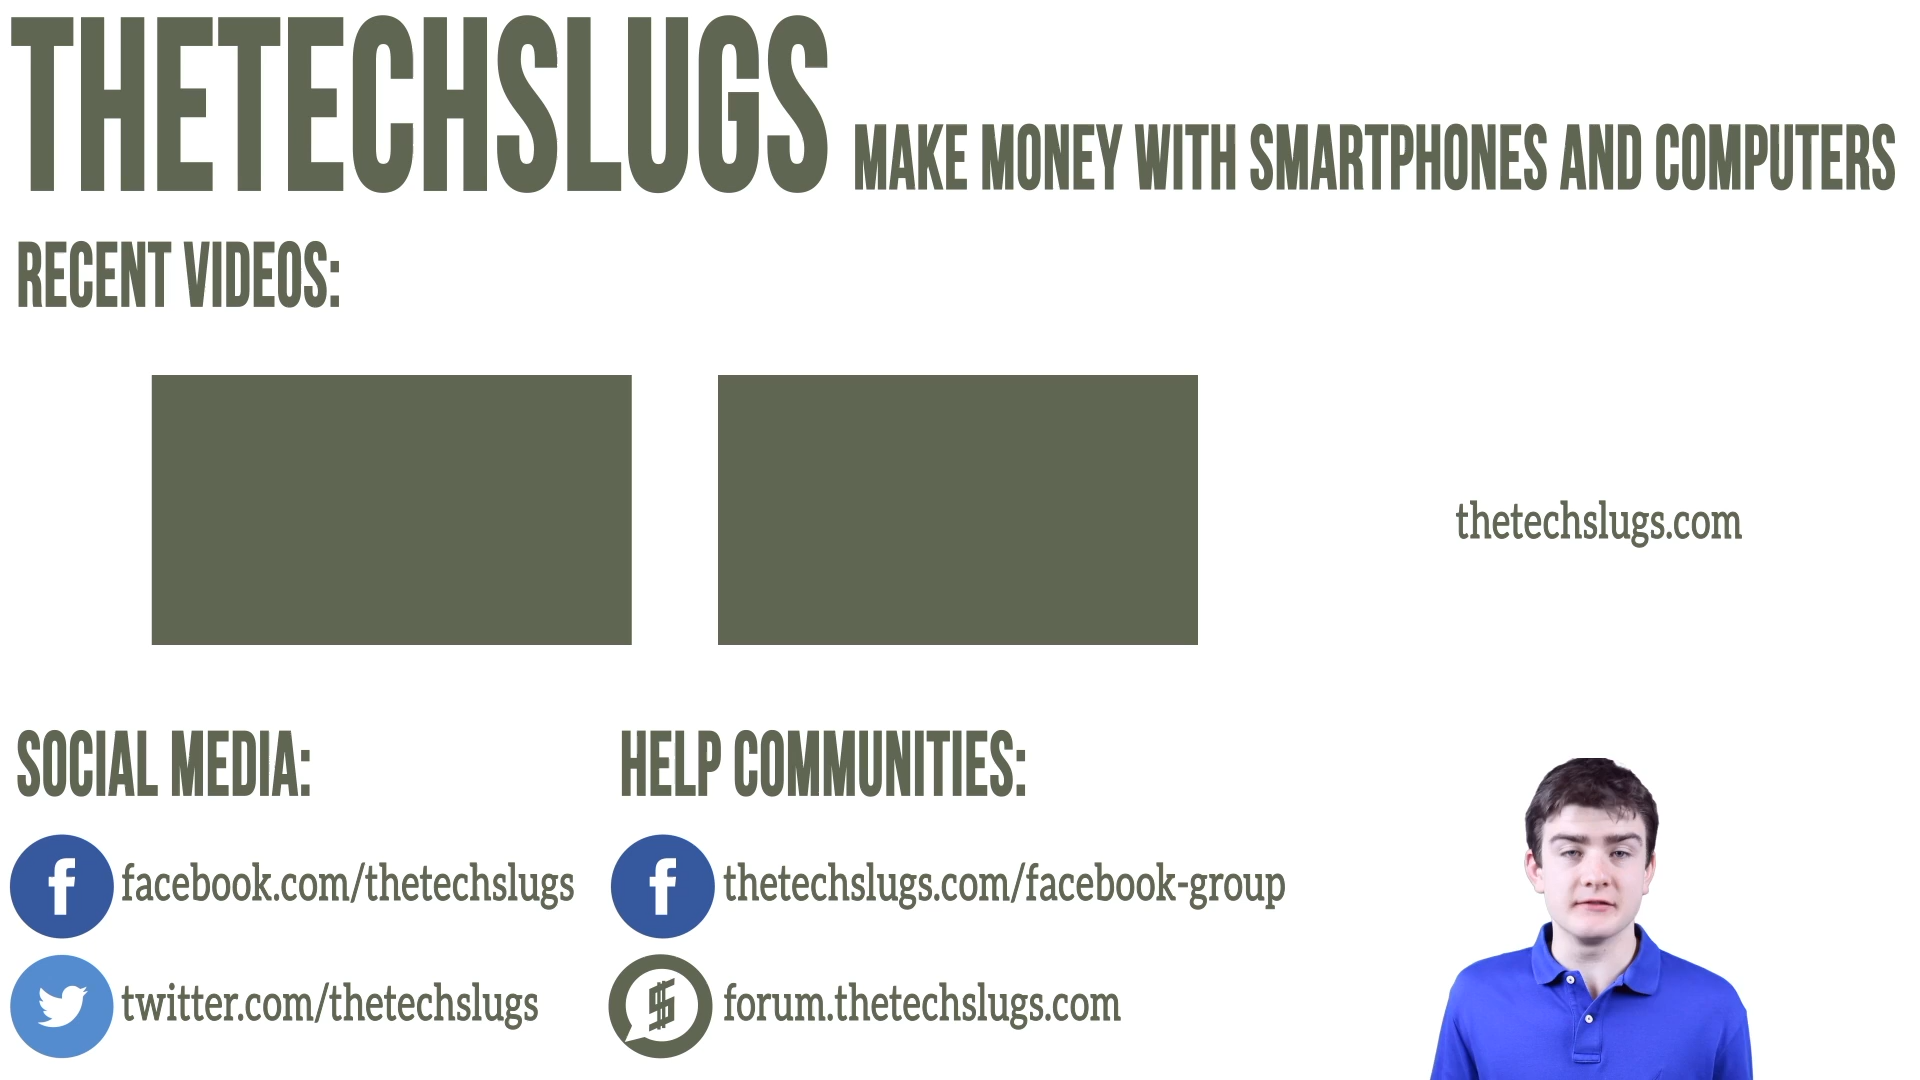 THETECHSLUGS MAKE MONEY WITH SMARTPHONES AND COMPUTERS
RECENT VIDEOS:
thetechslugs.com
SOCIAL MEDIA:
facebook.com/thetechslugs
twitter.com/thetechslugs
HELP COMMUNITIES:
thetechslugs.com/facebook-group
forum.thetechslugs.com